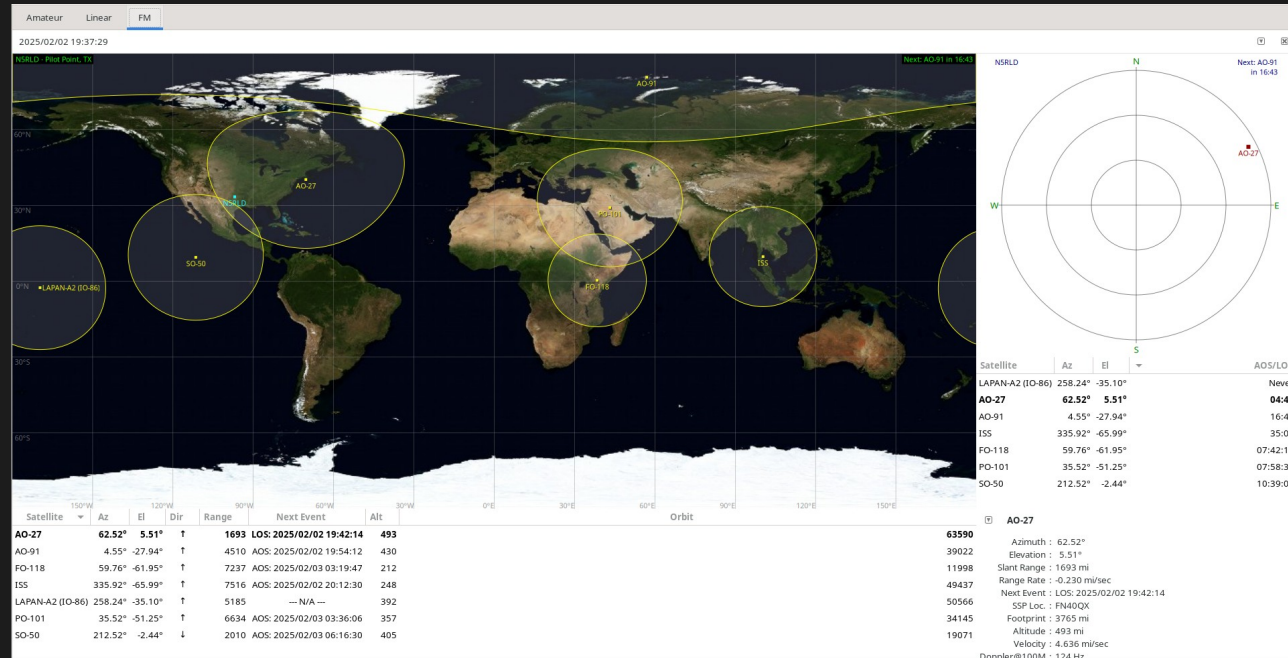 Amateur Linear FM
2025/02/02 19:37:29
N5RLD - Pilot Point, TX
Next: AO-91 in 16:43
AO-91
60°N
AO-27
N5RLD
30°N
PO-101
SO-50
ISS
0°N
LAPAN-A2 (IO-86)
FO-118
30°S
60°S
150°W 120°W 90°W 60°W 30°W 0°E 30°E 60°E 90°E 120°E 150°E
N5RLD
N
Next: AO-91
in 16:43
AO-27
W
E
S
Satellite Az El AOS/LO
LAPAN-A2 (IO-86) 258.24° -35.10° Neve
AO-27 62.52° 5.51° 04:4
AO-91 4.55° -27.94° 16:4
ISS 335.92° -65.99° 35:0
FO-118 59.76° -61.95° 07:42:1
PO-101 35.52° -51.25° 07:58:3
SO-50 212.52° -2.44° 10:39:0
Satellite Az El Dir Range Next Event Alt Orbit
AO-27 62.52° 5.51° ↑ 1693 LOS: 2025/02/02 19:42:14 493 63590
AO-91 4.55° -27.94° ↑ 4510 AOS: 2025/02/02 19:54:12 430 39022
FO-118 59.76° -61.95° ↑ 7237 AOS: 2025/02/03 03:19:47 212 11998
ISS 335.92° -65.99° ↑ 7516 AOS: 2025/02/02 20:12:30 248 49437
LAPAN-A2 (IO-86) 258.24° -35.10° ↑ 5185 --- N/A --- 392 50566
PO-101 35.52° -51.25° ↑ 6634 AOS: 2025/02/03 03:36:06 357 34145
SO-50 212.52° -2.44° ↓ 2010 AOS: 2025/02/03 06:16:30 405 19071
AO-27
Azimuth : 62.52°
Elevation : 5.51°
Slant Range : 1693 mi
Range Rate : -0.230 mi/sec
Next Event : LOS: 2025/02/02 19:42:14
SSP Loc. : FN40QX
Footprint : 3765 mi
Altitude : 493 mi
Velocity : 4.636 mi/sec
Doppler@100M : 124 Hz